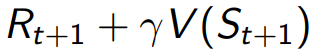 R_{t+1} + γV(S_{t+1})